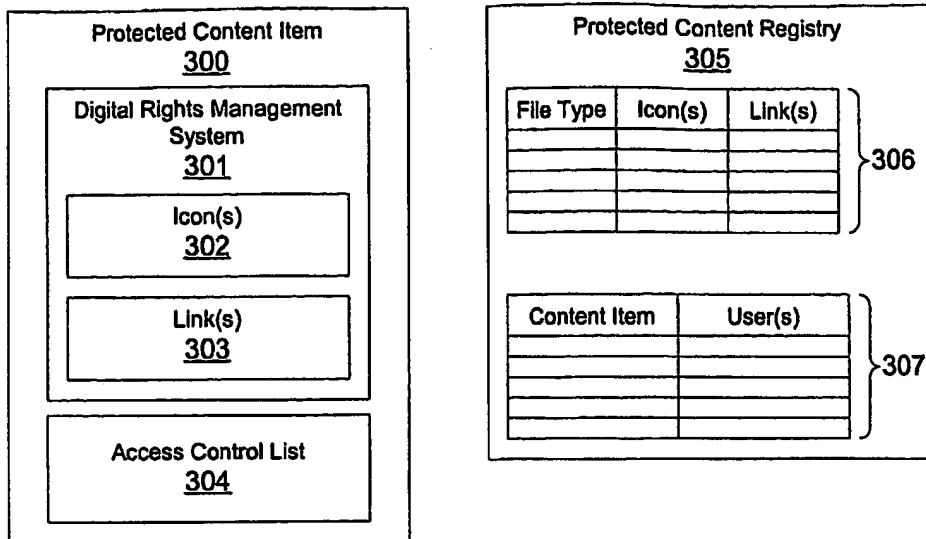 Protected Content Item
300
Digital Rights Management
System
301
Icon(s)
302
Link(s)
303
Access Control List
304
Protected Content Registry
305
File Type Icon(s) Link(s)
306
Content Item User(s)
307